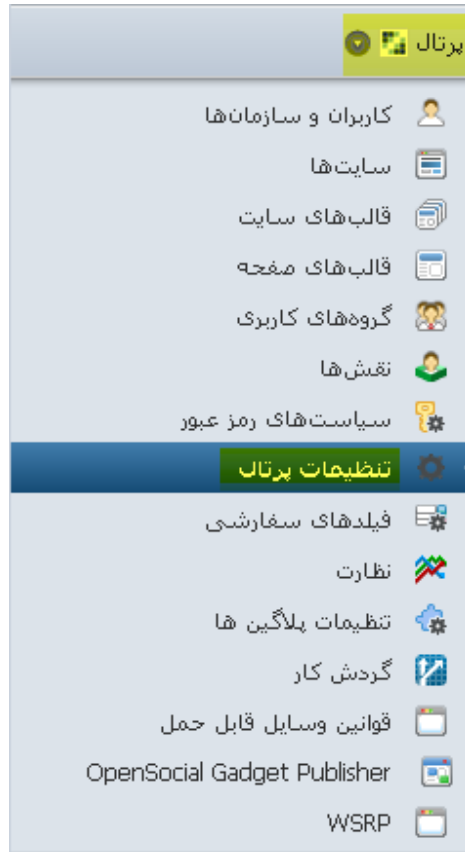 پرتال
کاربران و سازمان‌ها
سایت‌ها
قالب‌های سایت
قالب‌های صفحه
گروه‌های کاربری
نقش‌ها
سیاست‌های رمز عبور
تنظیمات پرتال
فیلدهای سفارشی
نظارت
تنظیمات پلاگین ها
گردش کار
قوانین وسایل قابل حمل
OpenSocial Gadget Publisher
WSRP